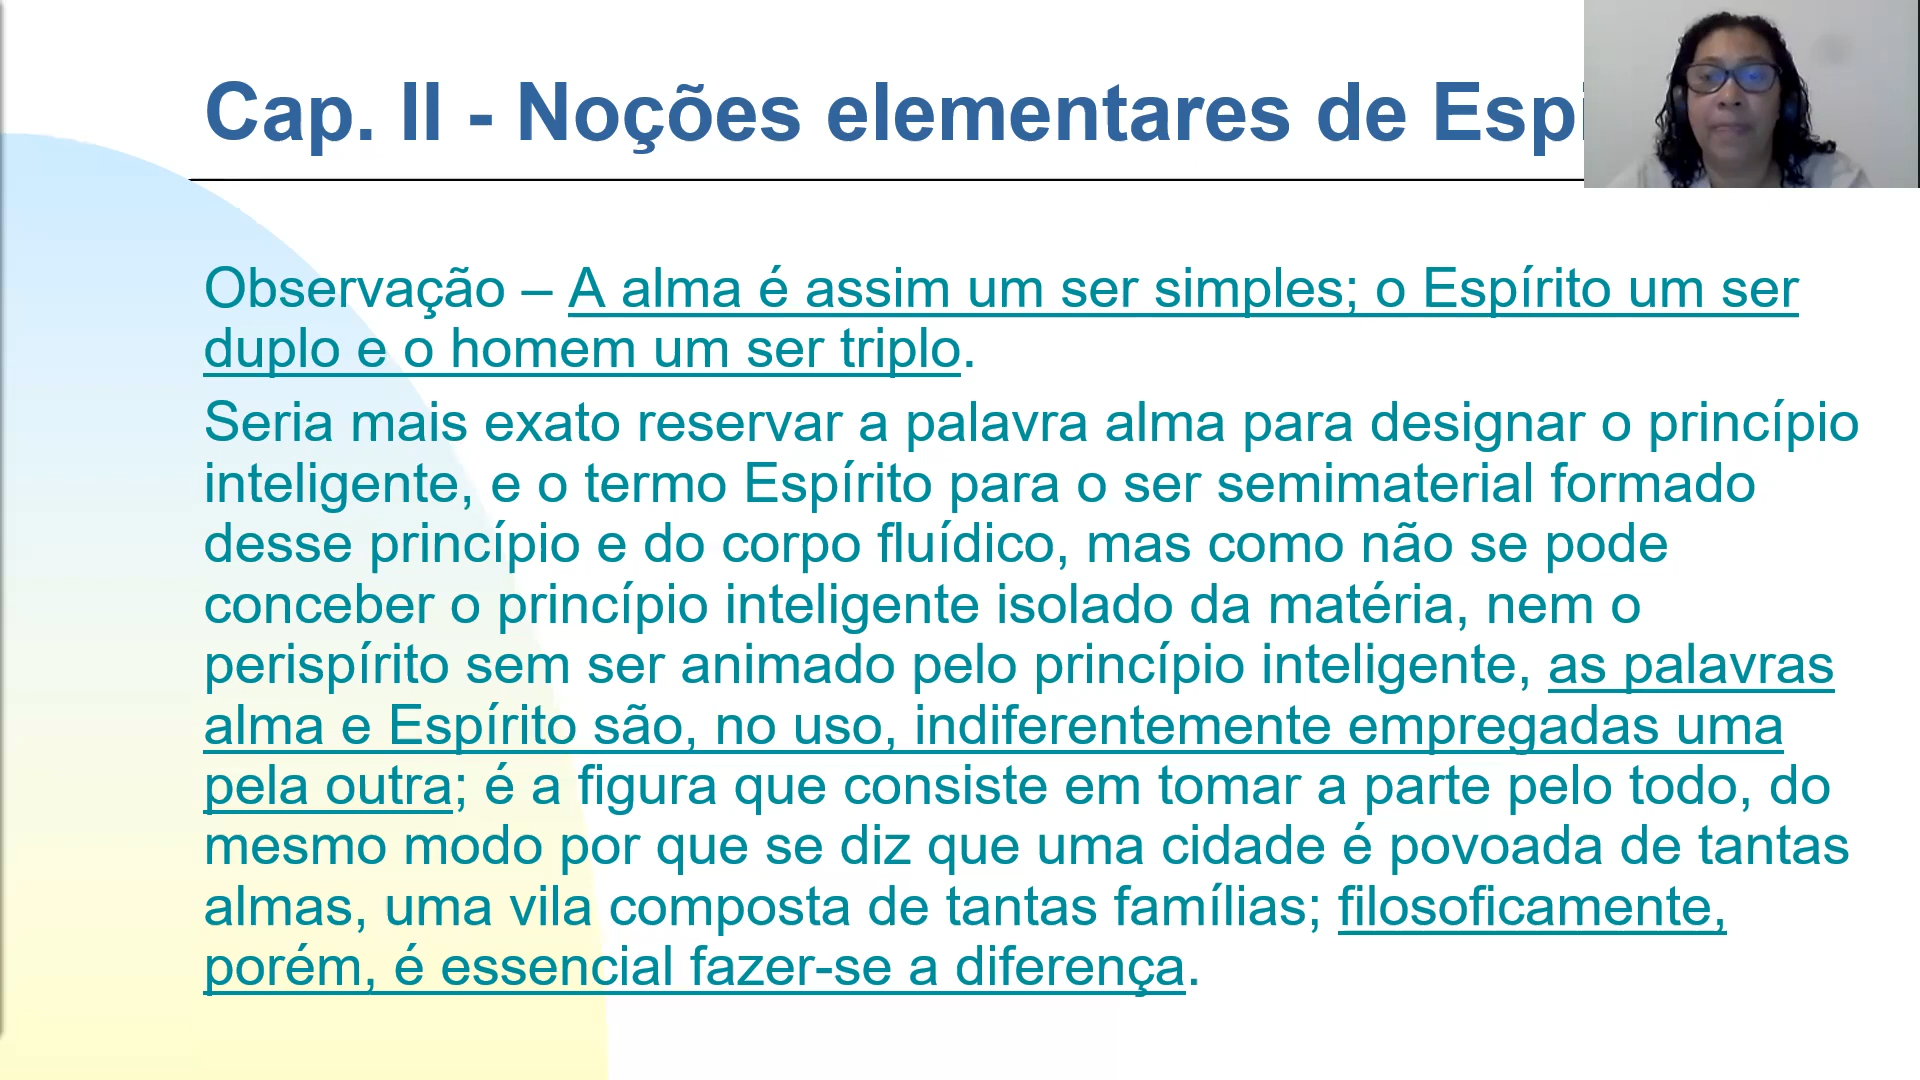 Cap. II - Noções elementares de Espi
Observação – A alma é assim um ser simples; o Espírito um ser
duplo e o homem um ser triplo.
Seria mais exato reservar a palavra alma para designar o princípio
inteligente, e o termo Espírito para o ser semimaterial formado
desse princípio e do corpo fluídico, mas como não se pode
conceber o princípio inteligente isolado da matéria, nem o
perispírito sem ser animado pelo princípio inteligente, as palavras
alma e Espírito são, no uso, indiferentemente empregadas uma
pela outra; é a figura que consiste em tomar a parte pelo todo, do
mesmo modo por que se diz que uma cidade é povoada de tantas
almas, uma vila composta de tantas famílias; filosoficamente,
porém, é essencial fazer-se a diferença.